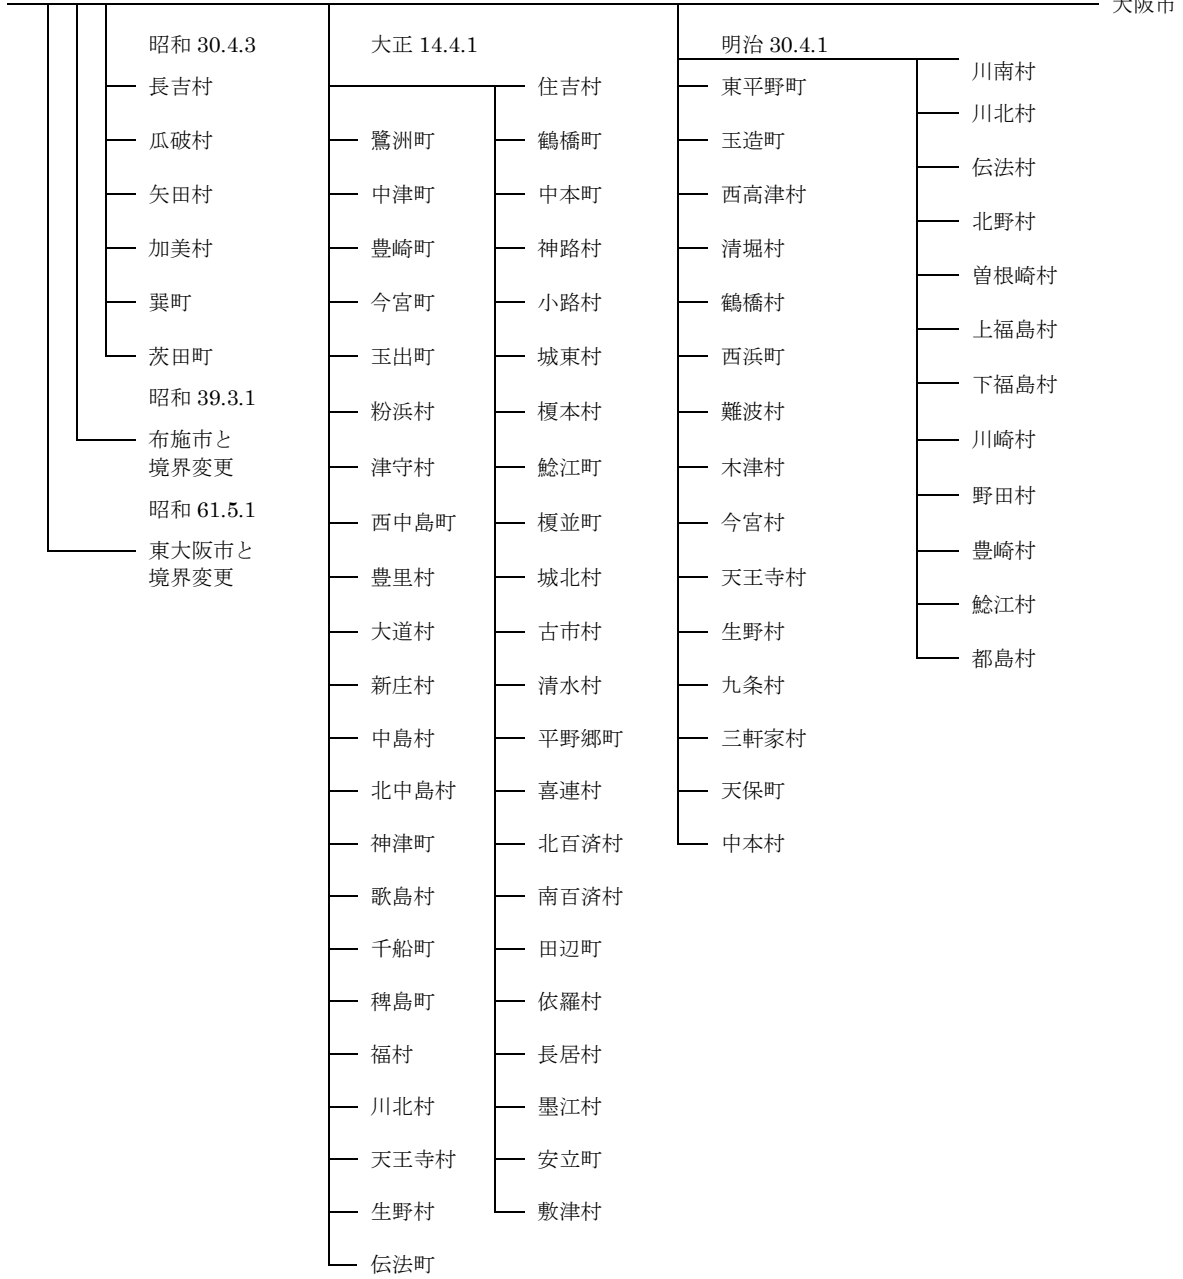 大阪市
昭和 30.4.3
長吉村
瓜破村
矢田村
加美村
巽町
茨田町
昭和 39.3.1
布施市と
境界変更
昭和 61.5.1
東大阪市と
境界変更
大正 14.4.1
鷺洲町
中津町
豊崎町
今宮町
玉出町
粉浜村
津守村
西中島町
豊里村
大道村
新庄村
中島村
北中島村
神津町
歌島村
千船町
稗島町
福村
川北村
天王寺村
生野村
伝法町
住吉村
鶴橋町
中本町
神路村
小路村
城東村
榎本村
鯰江町
榎並町
城北村
古市村
清水村
平野郷町
喜連村
北百済村
南百済村
田辺町
依羅村
長居村
墨江村
安立町
敷津村
明治 30.4.1
東平野町
玉造町
西高津村
清堀村
鶴橋村
西浜町
難波村
木津村
今宮村
天王寺村
生野村
九条村
三軒家村
天保町
中本村
川南村
川北村
伝法村
北野村
曽根崎村
上福島村
下福島村
川崎村
野田村
豊崎村
鯰江村
都島村